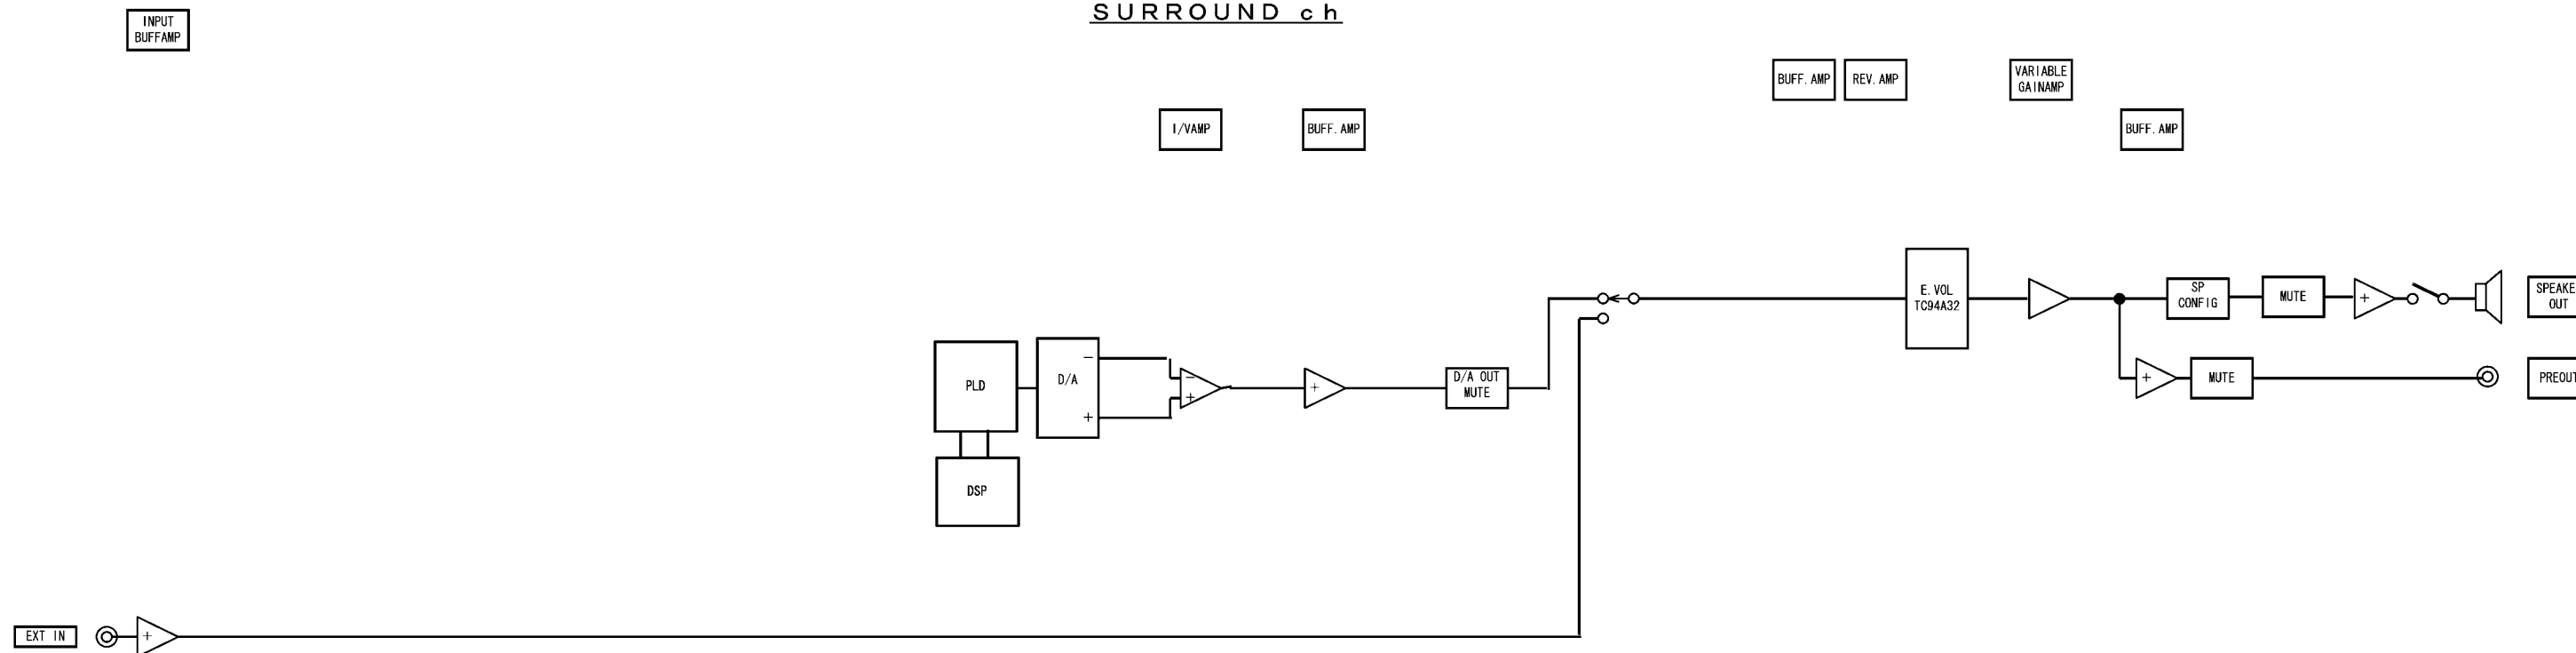 SURROUND ch
INPUT
BUFFAMP
BUFF. AMP
REV. AMP
VARIABLE
GAINAMP
I/VAMP
BUFF. AMP
BUFF. AMP
E. VOL
TC94A32
SP
CONFIG
MUTE
+
SPEAKE
OUT
PLD
D/A
−
+
−
+
+
D/A OUT
MUTE
+
MUTE
PREOUT
DSP
EXT IN
+